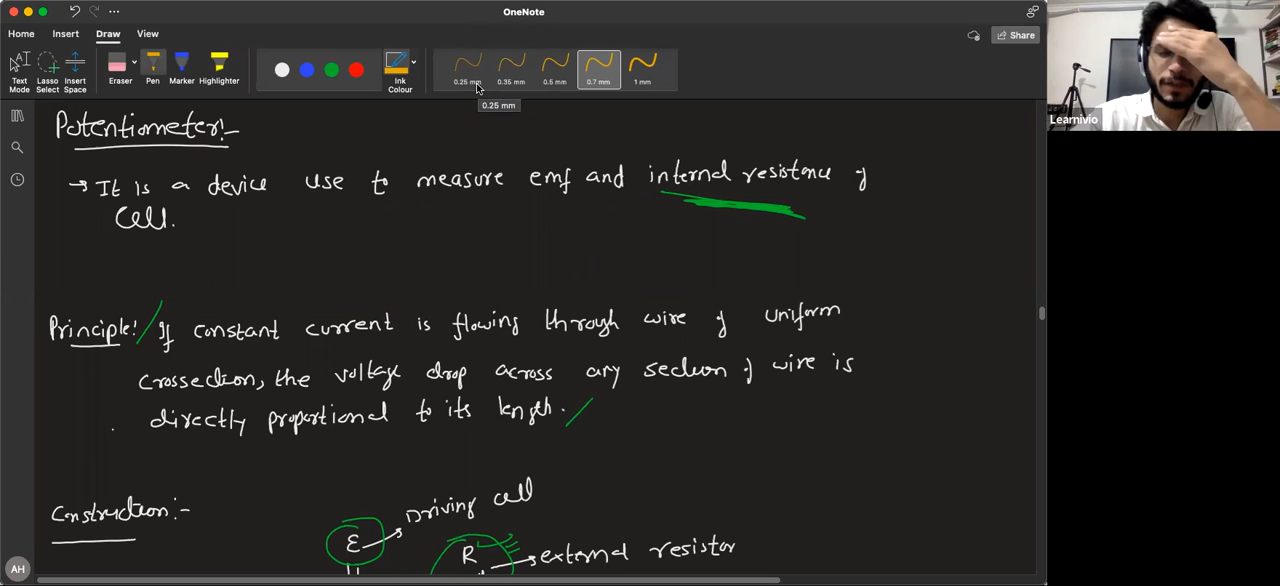 OneNote
Home Insert Draw View
Share
Text Mode
Lasso Select
Insert Space
Eraser
Pen
Marker
Highlighter
Ink Colour
0.25 mm
0.35 mm
0.5 mm
0.7 mm
1 mm
0.25 mm
Learnivio
Potentiometer:-
→ It is a device use to measure emf and internal resistance of
Cell.
Principle: If constant current is flowing through wire of uniform
crossection, the voltage drop across any section of wire is
directly proportional to its length.
Construction:-
Driving cell
E
R
external resistor
AH